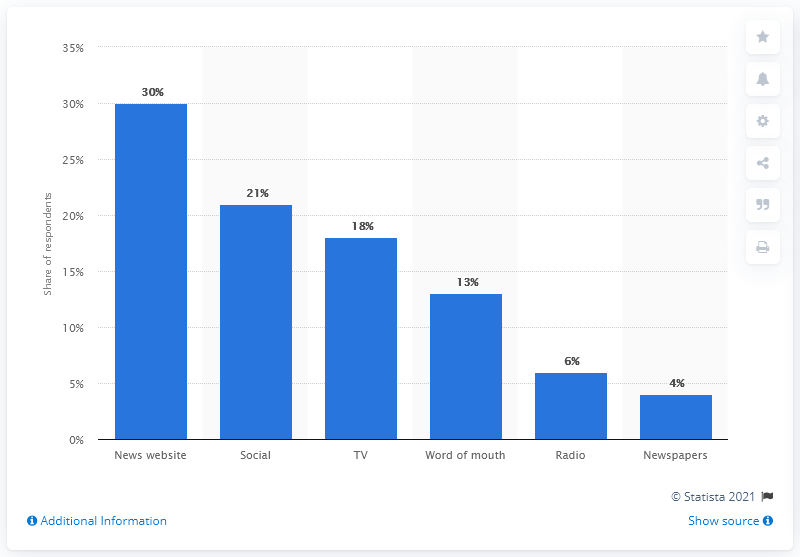 35%
30%
25%
20%
15%
10%
5%
0%
Share of respondents
30%
21%
18%
13%
6%
4%
News website
Social
TV
Word of mouth
Radio
Newspapers
© Statista 2021
Additional Information
Show source